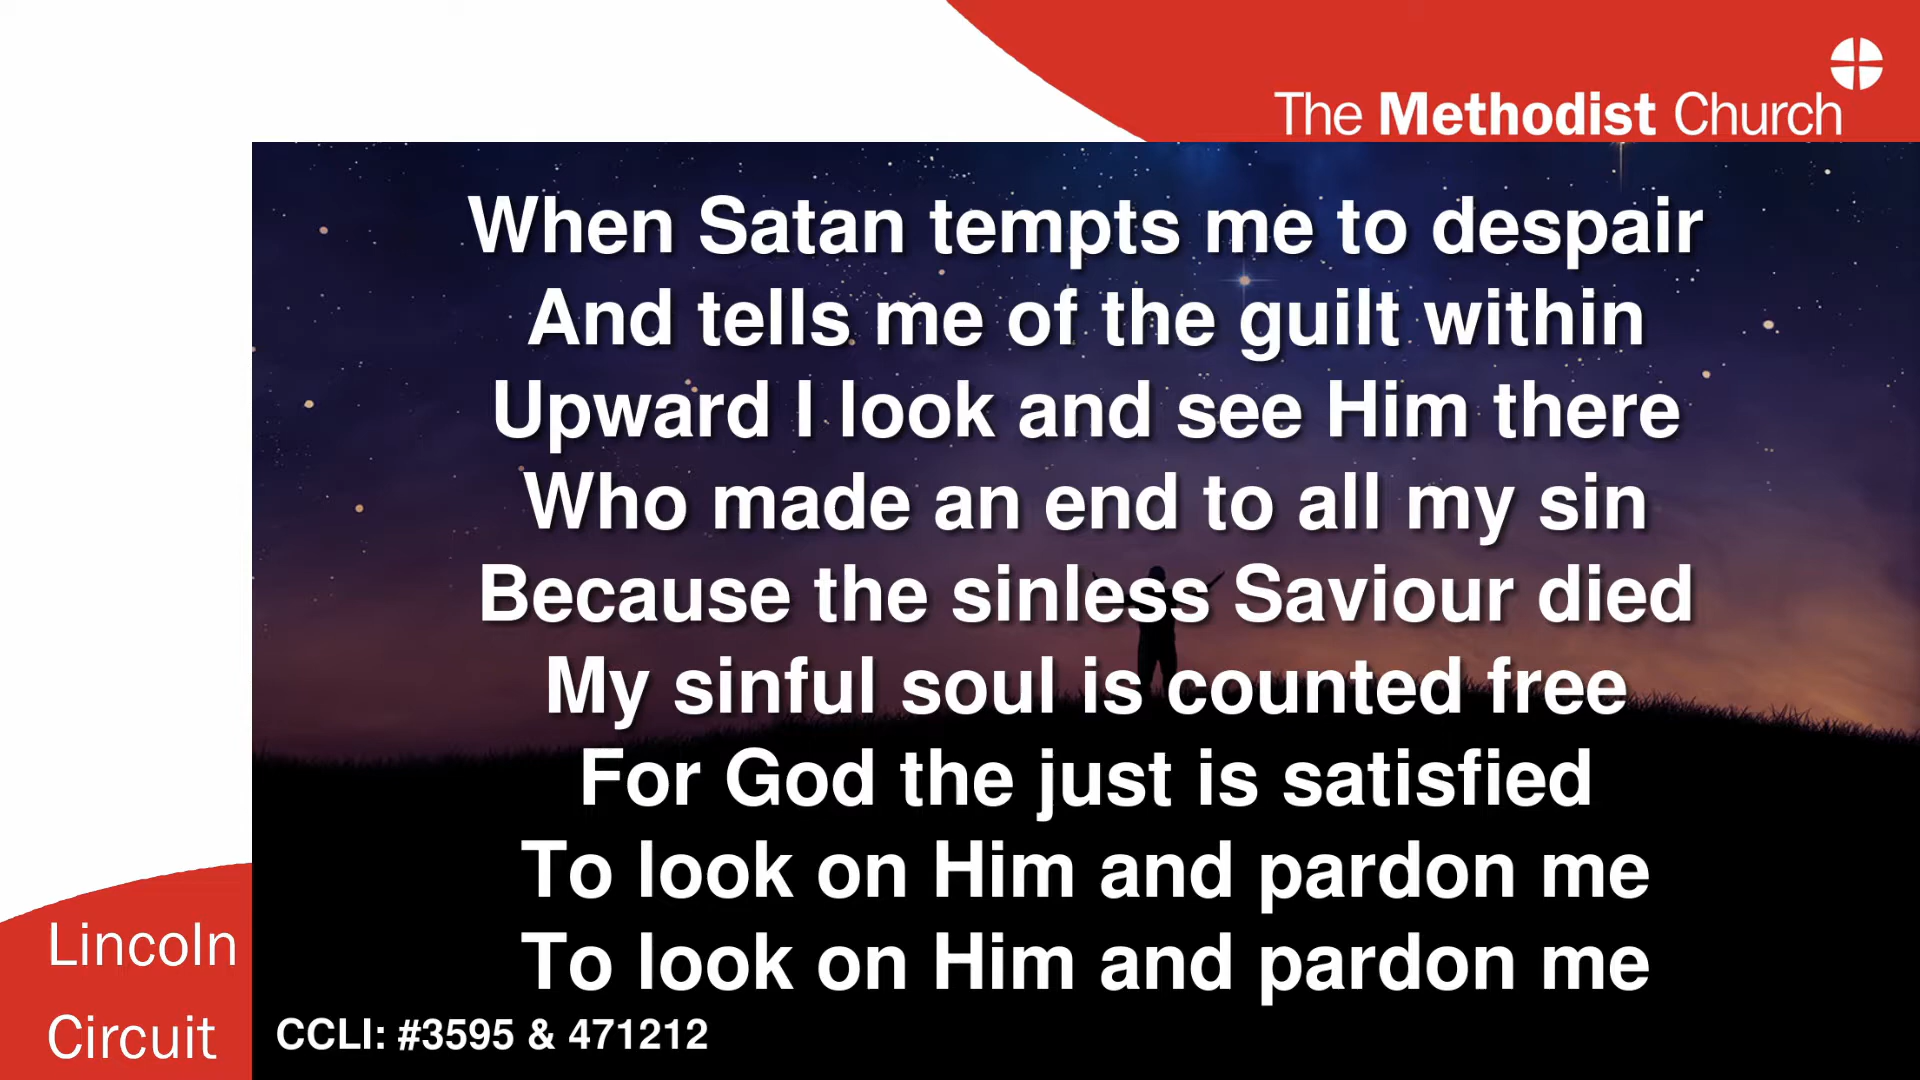 The Methodist Church
When Satan tempts me to despair
And tells me of the guilt within
Upward I look and see Him there
Who made an end to all my sin
Because the sinless Saviour died
My sinful soul is counted free
For God the just is satisfied
To look on Him and pardon me
To look on Him and pardon me
Lincoln
Circuit
CCLI: #3595 & 471212